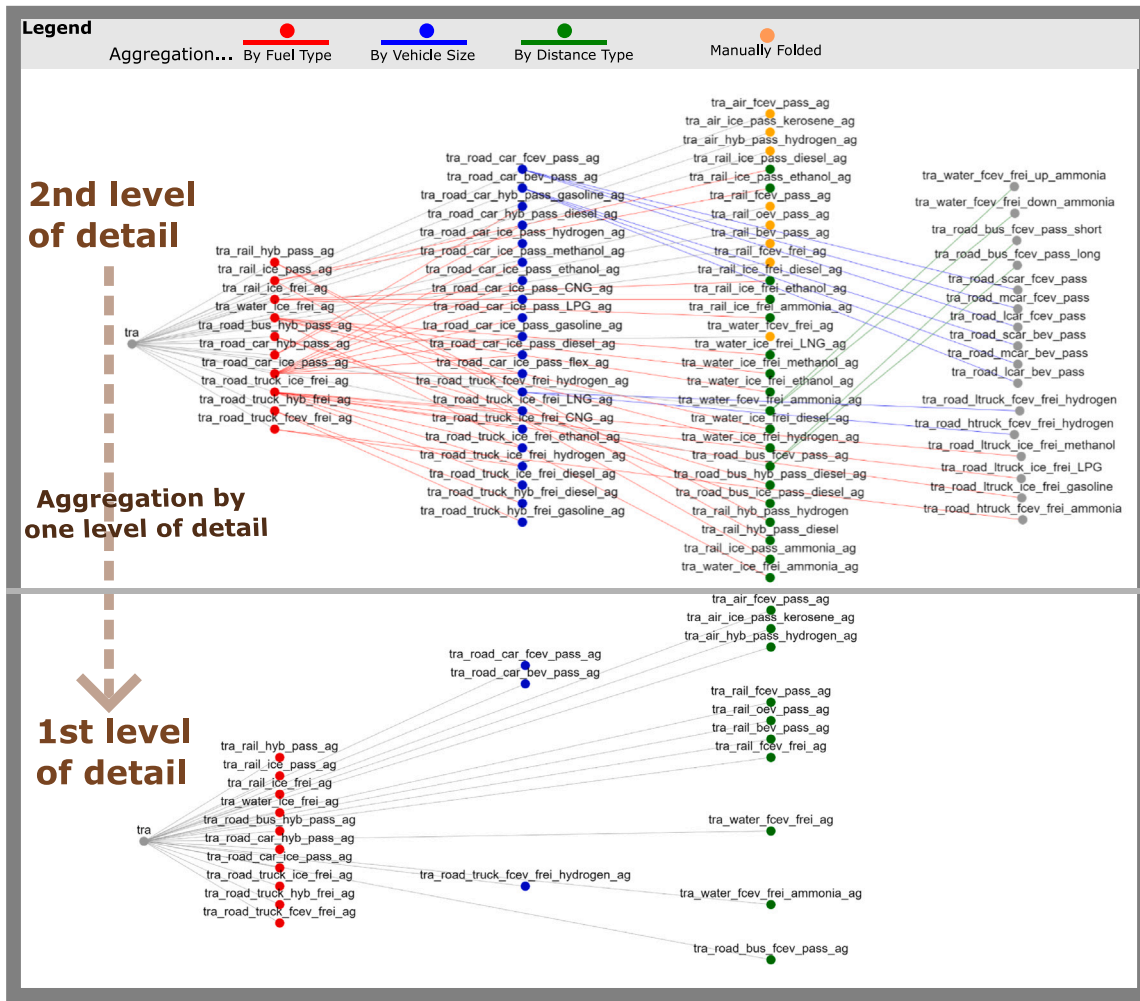 Legend
Aggregation...
By Fuel Type
By Vehicle Size
By Distance Type
Manually Folded
2nd level
of detail
tra
tra_rail_hyb_pass_ag
tra_rail_ice_pass_ag
tra_rail_ice_frei_ag
tra_water_ice_frei_ag
tra_road_bus_hyb_pass_ag
tra_road_car_hyb_pass_ag
tra_road_car_ice_pass_ag
tra_road_truck_ice_frei_ag
tra_road_truck_hyb_frei_ag
tra_road_truck_fcev_frei_ag
tra_road_car_fcev_pass_ag
tra_road_car_bev_pass_ag
tra_road_car_hyb_pass_gasoline_ag
tra_road_car_hyb_pass_diesel_ag
tra_road_car_ice_pass_hydrogen_ag
tra_road_car_ice_pass_methanol_ag
tra_road_car_ice_pass_ethanol_ag
tra_road_car_ice_pass_CNG_ag
tra_road_car_ice_pass_LPG_ag
tra_road_car_ice_pass_gasoline_ag
tra_road_car_ice_pass_diesel_ag
tra_road_car_ice_pass_flex_ag
tra_road_truck_fcev_frei_hydrogen_ag
tra_road_truck_ice_frei_LNG_ag
tra_road_truck_ice_frei_CNG_ag
tra_road_truck_ice_frei_ethanol_ag
tra_road_truck_ice_frei_hydrogen_ag
tra_road_truck_ice_frei_diesel_ag
tra_road_truck_hyb_frei_diesel_ag
tra_road_truck_hyb_frei_gasoline_ag
tra_air_fcev_pass_ag
tra_air_ice_pass_kerosene_ag
tra_air_hyb_pass_hydrogen_ag
tra_rail_ice_pass_diesel_ag
tra_rail_ice_pass_ethanol_ag
tra_rail_fcev_pass_ag
tra_rail_oev_pass_ag
tra_rail_bev_pass_ag
tra_rail_fcev_frei_ag
tra_rail_ice_frei_diesel_ag
tra_rail_ice_frei_ethanol_ag
tra_rail_ice_frei_ammonia_ag
tra_water_fcev_frei_ag
tra_water_ice_frei_LNG_ag
tra_water_ice_frei_methanol_ag
tra_water_ice_frei_ethanol_ag
tra_water_fcev_frei_ammonia_ag
tra_water_ice_frei_diesel_ag
tra_water_ice_frei_hydrogen_ag
tra_road_bus_fcev_pass_ag
tra_road_bus_hyb_pass_diesel_ag
tra_road_bus_ice_pass_diesel_ag
tra_rail_hyb_pass_hydrogen
tra_rail_hyb_pass_diesel
tra_rail_ice_pass_ammonia_ag
tra_water_ice_frei_ammonia_ag
tra_water_fcev_frei_up_ammonia
tra_water_fcev_frei_down_ammonia
tra_road_bus_fcev_pass_short
tra_road_bus_fcev_pass_long
tra_road_scar_fcev_pass
tra_road_mcar_fcev_pass
tra_road_lcar_fcev_pass
tra_road_scar_bev_pass
tra_road_mcar_bev_pass
tra_road_lcar_bev_pass
tra_road_ltruck_fcev_frei_hydrogen
tra_road_htruck_fcev_frei_hydrogen
tra_road_ltruck_ice_frei_methanol
tra_road_ltruck_ice_frei_LPG
tra_road_ltruck_ice_frei_gasoline
tra_road_htruck_fcev_frei_ammonia
Aggregation by
one level of detail
1st level
of detail
tra
tra_rail_hyb_pass_ag
tra_rail_ice_pass_ag
tra_rail_ice_frei_ag
tra_water_ice_frei_ag
tra_road_bus_hyb_pass_ag
tra_road_car_hyb_pass_ag
tra_road_car_ice_pass_ag
tra_road_truck_ice_frei_ag
tra_road_truck_hyb_frei_ag
tra_road_truck_fcev_frei_ag
tra_road_car_fcev_pass_ag
tra_road_car_bev_pass_ag
tra_road_truck_fcev_frei_hydrogen_ag
tra_air_fcev_pass_ag
tra_air_ice_pass_kerosene_ag
tra_air_hyb_pass_hydrogen_ag
tra_rail_fcev_pass_ag
tra_rail_oev_pass_ag
tra_rail_bev_pass_ag
tra_rail_fcev_frei_ag
tra_water_fcev_frei_ag
tra_water_fcev_frei_ammonia_ag
tra_road_bus_fcev_pass_ag